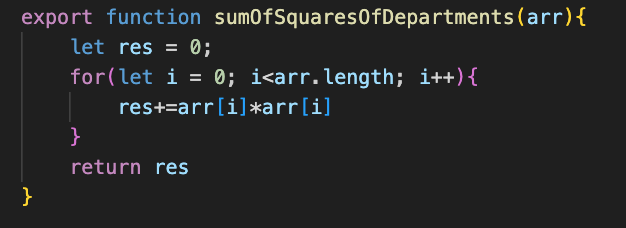 export function sumOfSquaresOfDepartments(arr){
    let res = 0;
    for(let i = 0; i<arr.length; i++){
        res+=arr[i]*arr[i]
    }
    return res
}